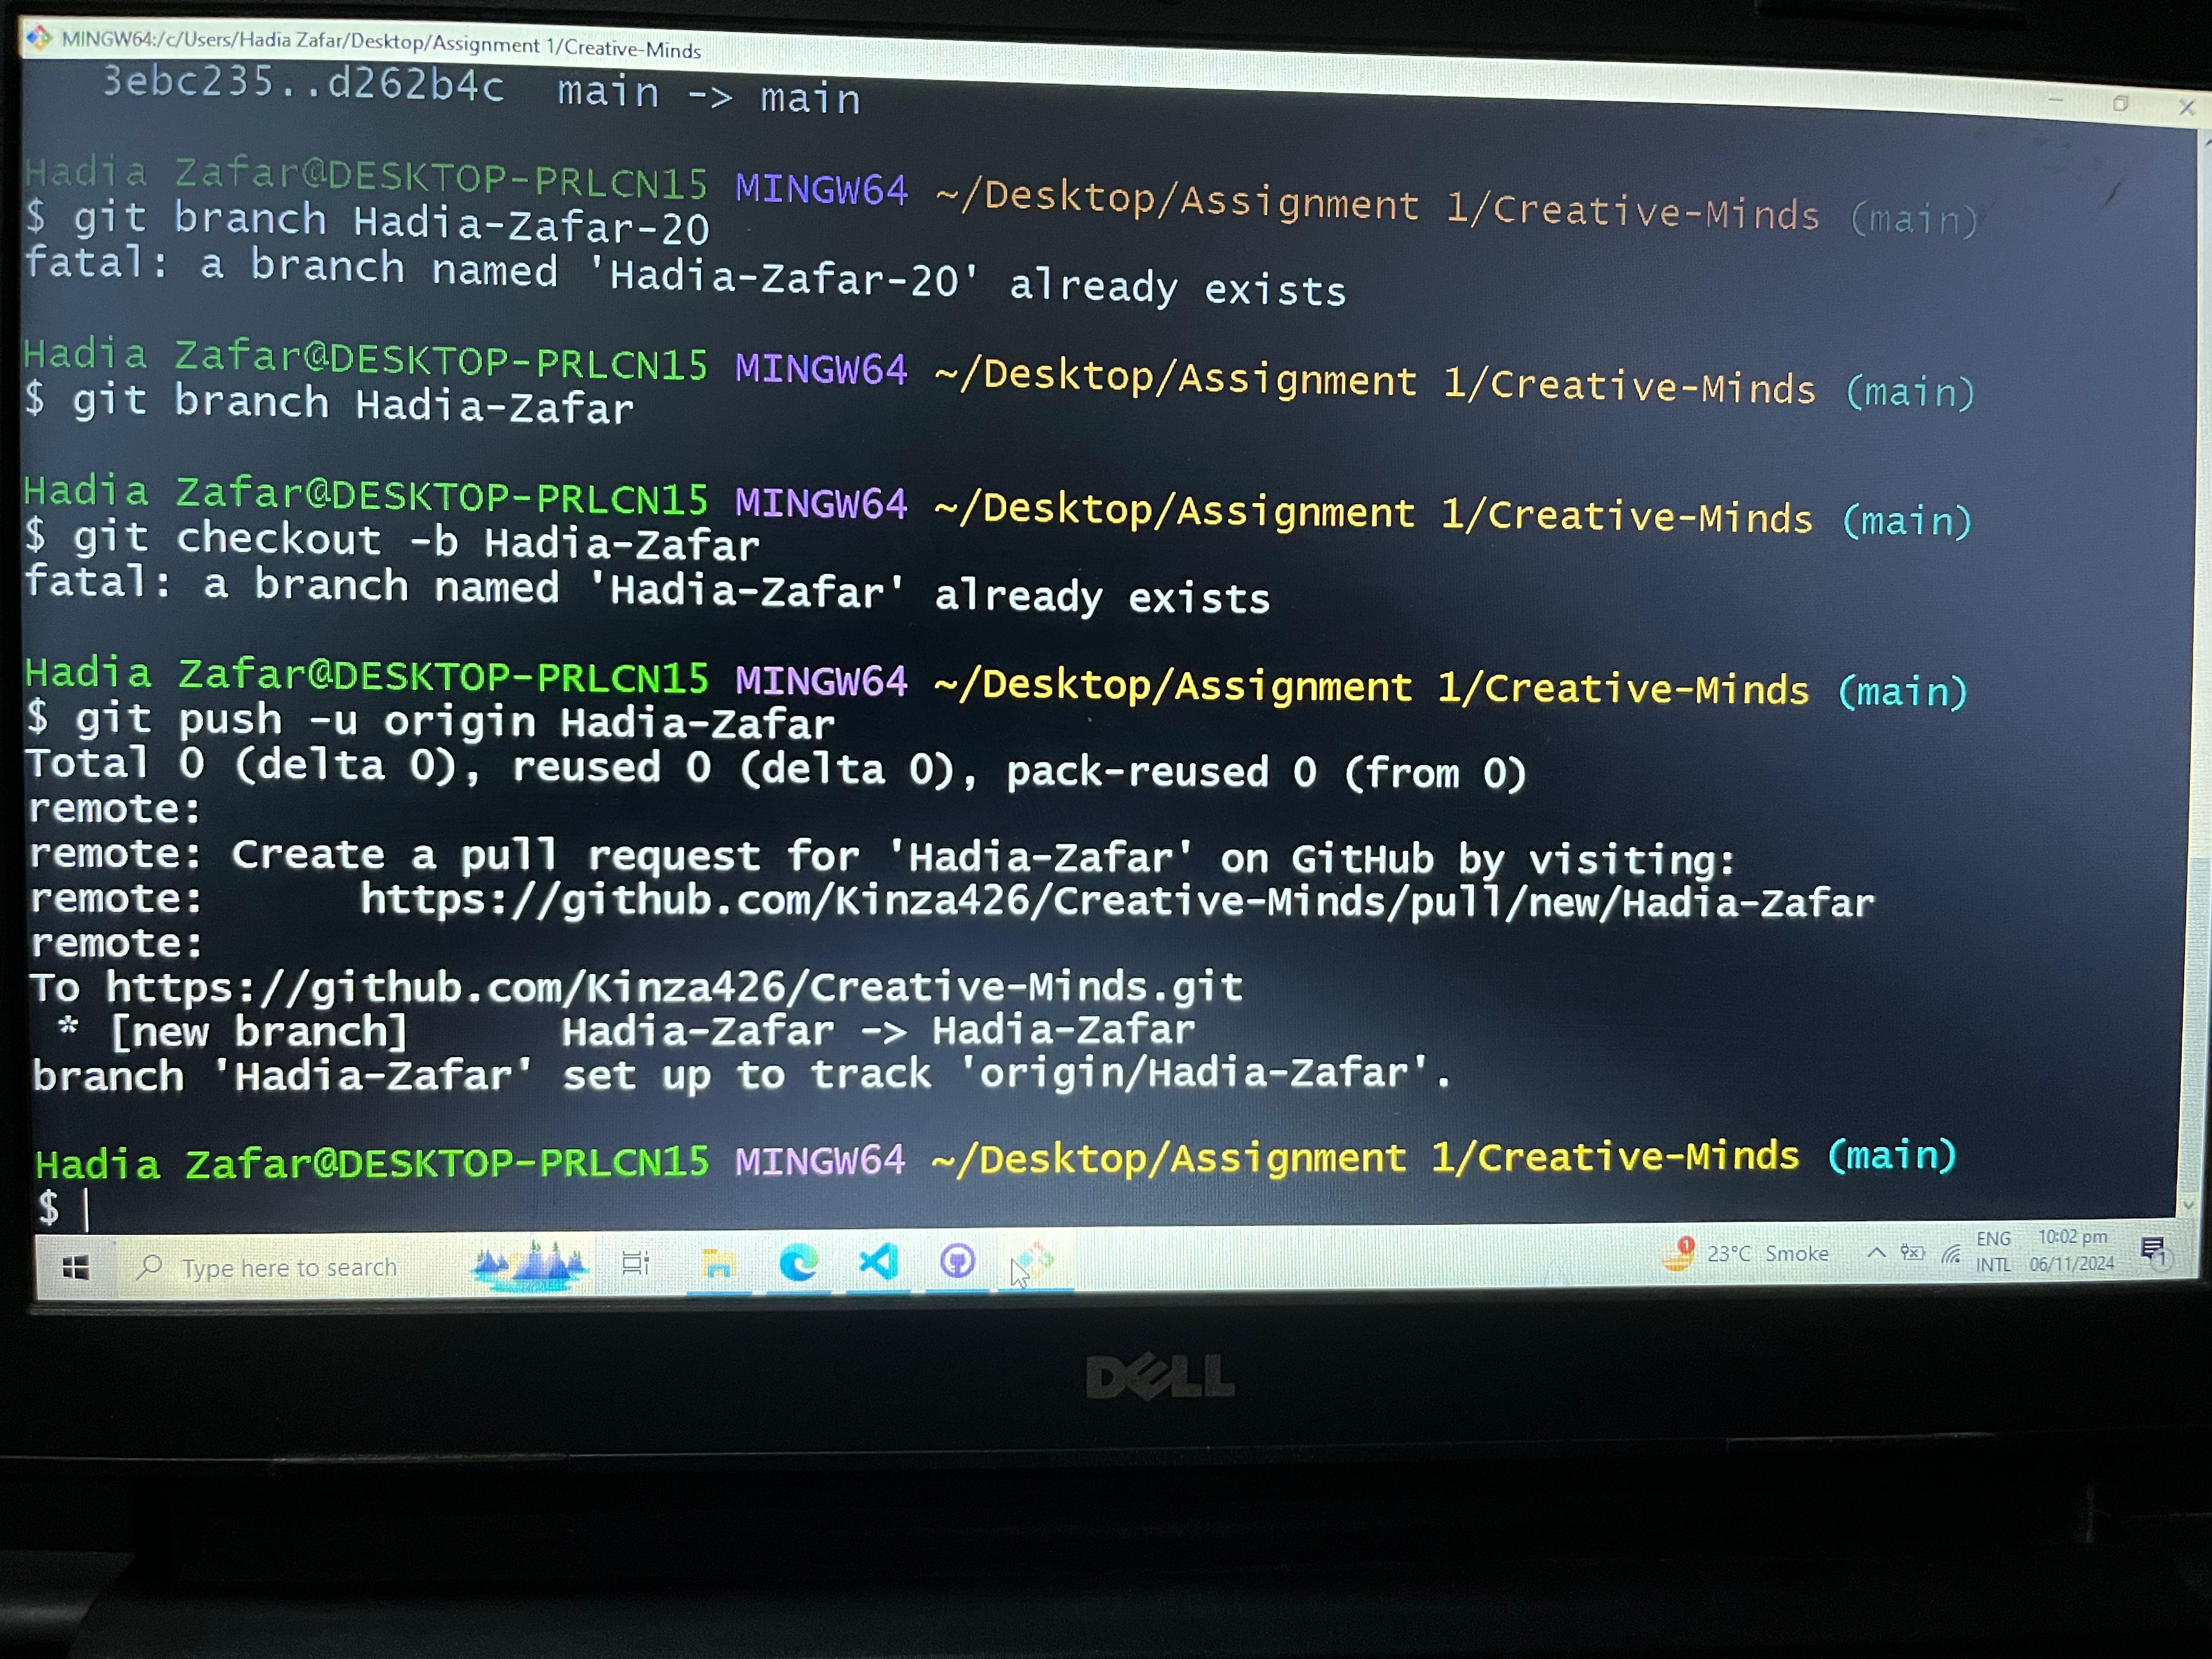 MINGW64:/c/Users/Hadia Zafar/Desktop/Assignment 1/Creative-Minds
3ebc235..d262b4c  main -> main
Hadia Zafar@DESKTOP-PRLCN15 MINGW64 ~/Desktop/Assignment 1/Creative-Minds (main)
$ git branch Hadia-Zafar-20
fatal: a branch named 'Hadia-Zafar-20' already exists
Hadia Zafar@DESKTOP-PRLCN15 MINGW64 ~/Desktop/Assignment 1/Creative-Minds (main)
$ git branch Hadia-Zafar
Hadia Zafar@DESKTOP-PRLCN15 MINGW64 ~/Desktop/Assignment 1/Creative-Minds (main)
$ git checkout -b Hadia-Zafar
fatal: a branch named 'Hadia-Zafar' already exists
Hadia Zafar@DESKTOP-PRLCN15 MINGW64 ~/Desktop/Assignment 1/Creative-Minds (main)
$ git push -u origin Hadia-Zafar
Total 0 (delta 0), reused 0 (delta 0), pack-reused 0 (from 0)
remote:
remote: Create a pull request for 'Hadia-Zafar' on GitHub by visiting:
remote:      https://github.com/Kinza426/Creative-Minds/pull/new/Hadia-Zafar
remote:
To https://github.com/Kinza426/Creative-Minds.git
 * [new branch]      Hadia-Zafar -> Hadia-Zafar
branch 'Hadia-Zafar' set up to track 'origin/Hadia-Zafar'.
Hadia Zafar@DESKTOP-PRLCN15 MINGW64 ~/Desktop/Assignment 1/Creative-Minds (main)
$
Type here to search
1
23°C Smoke
ENG
INTL
10:02 pm
06/11/2024
1
DELL